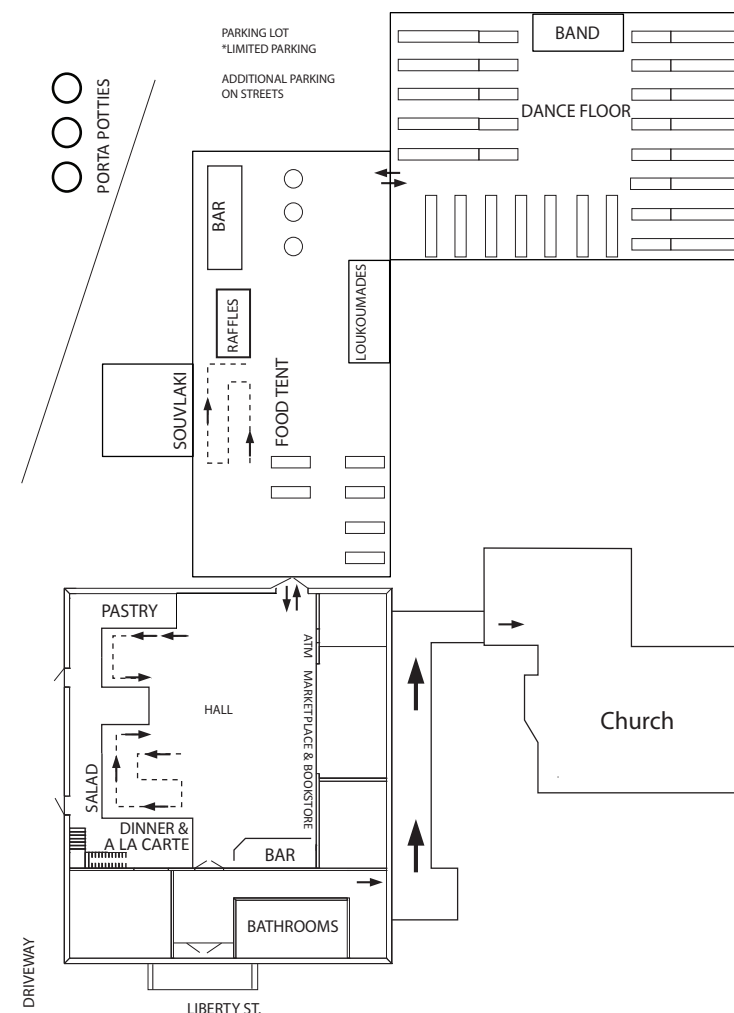 PARKING LOT
*LIMITED PARKING
ADDITIONAL PARKING
ON STREETS
BAND
DANCE FLOOR
PORTA POTTIES
BAR
RAFFLES
LOUKOUMADES
SOUVLAKI
FOOD TENT
PASTRY
HALL
ATM MARKETPLACE & BOOKSTORE
Church
SALAD
DINNER &
A LA CARTE
BAR
BATHROOMS
DRIVEWAY
LIBERTY ST.